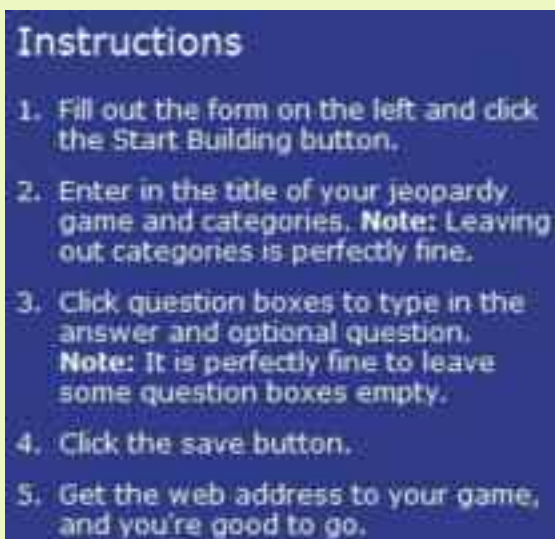 Instructions
1. Fill out the form on the left and click
the Start Building button.
2. Enter in the title of your jeopardy
game and categories. Note: Leaving
out categories is perfectly fine.
3. Click question boxes to type in the
answer and optional question.
Note: It is perfectly fine to leave
some question boxes empty.
4. Click the save button.
5. Get the web address to your game,
and you're good to go.